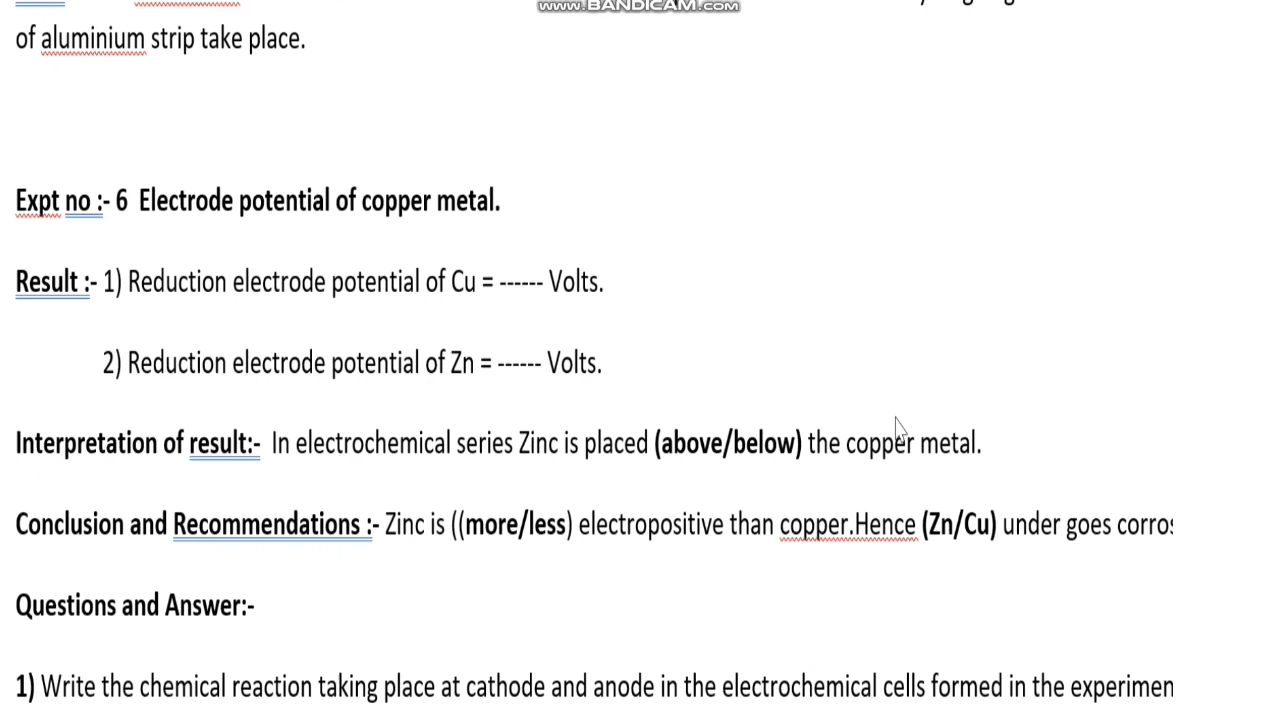 www.BANDICAM.com
of aluminium strip take place.
Expt no :- 6 Electrode potential of copper metal.
Result :- 1) Reduction electrode potential of Cu = ------ Volts.
2) Reduction electrode potential of Zn = ------ Volts.
Interpretation of result:- In electrochemical series Zinc is placed (above/below) the copper metal.
Conclusion and Recommendations :- Zinc is ((more/less) electropositive than copper.Hence (Zn/Cu) under goes
Questions and Answer:-
1) Write the chemical reaction taking place at cathode and anode in the electrochemical cells formed in the